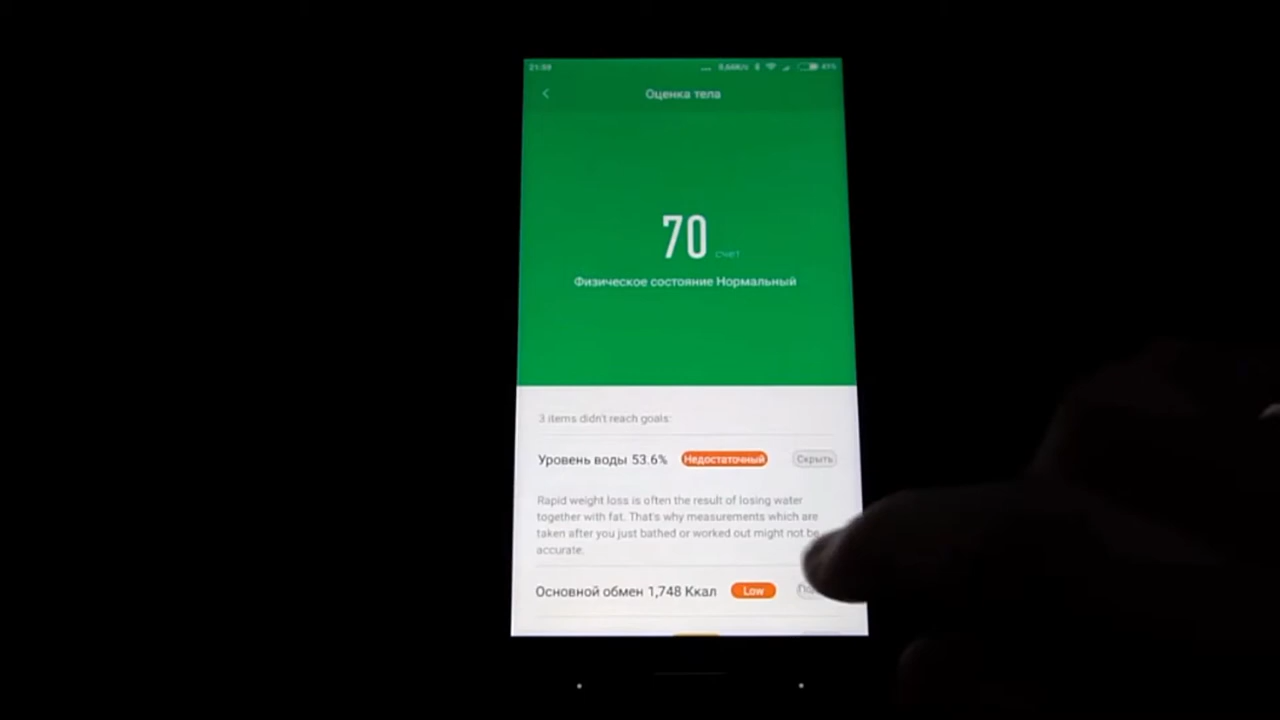 21:59
41%
Оценка тела
70 счет
Физическое состояние Нормальный
3 items didn't reach goals:
Уровень воды 53.6% Недостаточный Скрыть
Rapid weight loss is often the result of losing water
together with fat. That's why measurements which are
taken after you just bathed or worked out might not be
accurate.
Основной обмен 1,748 Ккал Low